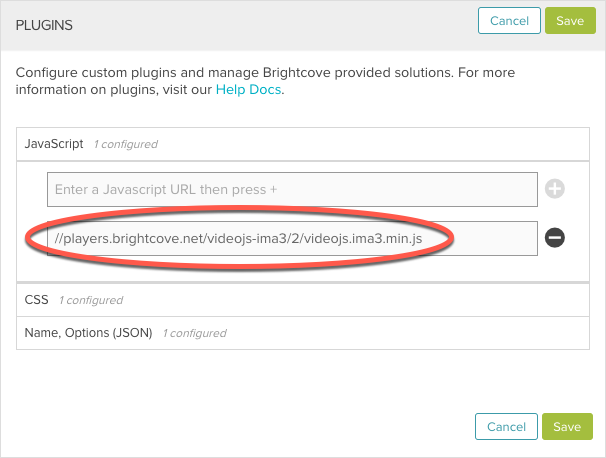 PLUGINS
Cancel
Save
Configure custom plugins and manage Brightcove provided solutions. For more
information on plugins, visit our Help Docs.
JavaScript 1 configured
Enter a Javascript URL then press +
//players.brightcove.net/videojs-ima3/2/videojs.ima3.min.js
CSS 1 configured
Name, Options (JSON) 1 configured
Cancel
Save